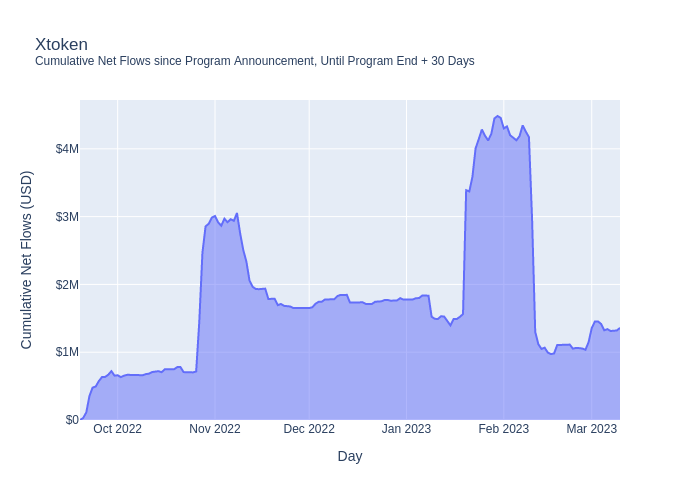 Xtoken
Cumulative Net Flows since Program Announcement, Until Program End + 30 Days
Cumulative Net Flows (USD)
$4M
$3M
$2M
$1M
$0
Oct 2022
Nov 2022
Dec 2022
Jan 2023
Feb 2023
Mar 2023
Day